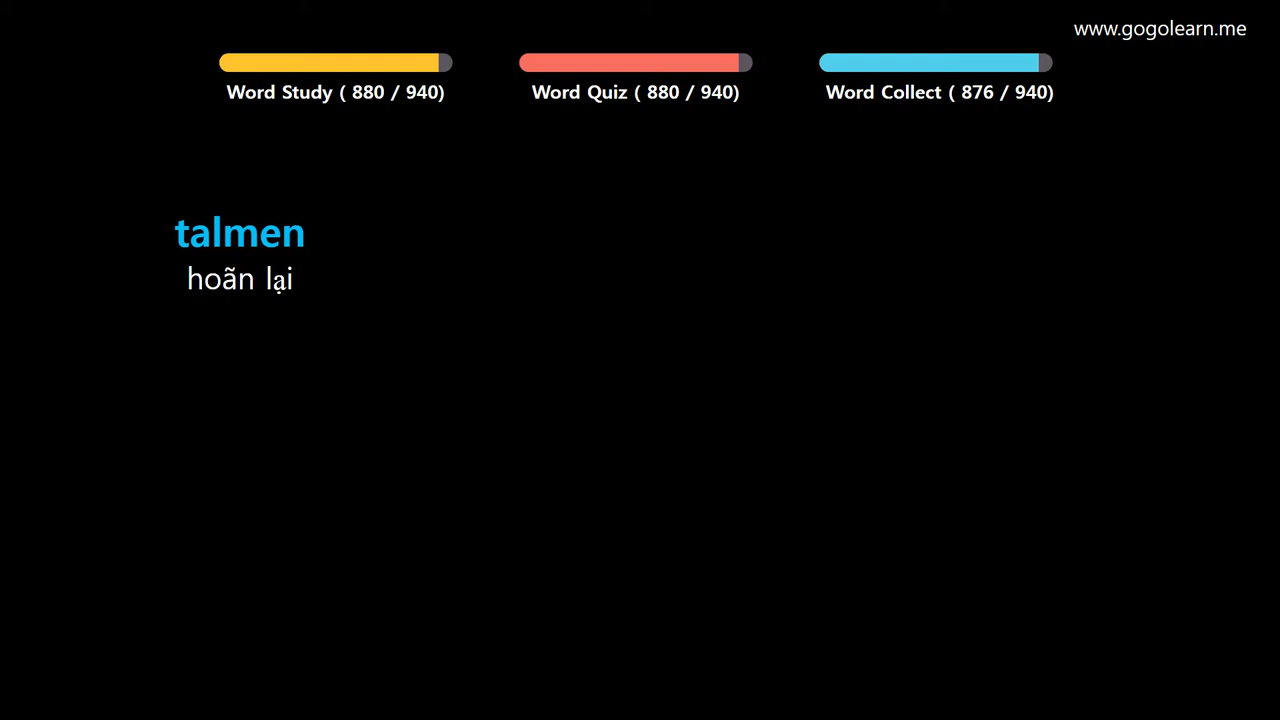 www.gogolearn.me
Word Study ( 880 / 940)
Word Quiz ( 880 / 940)
Word Collect ( 876 / 940)
talmen
hoãn lại